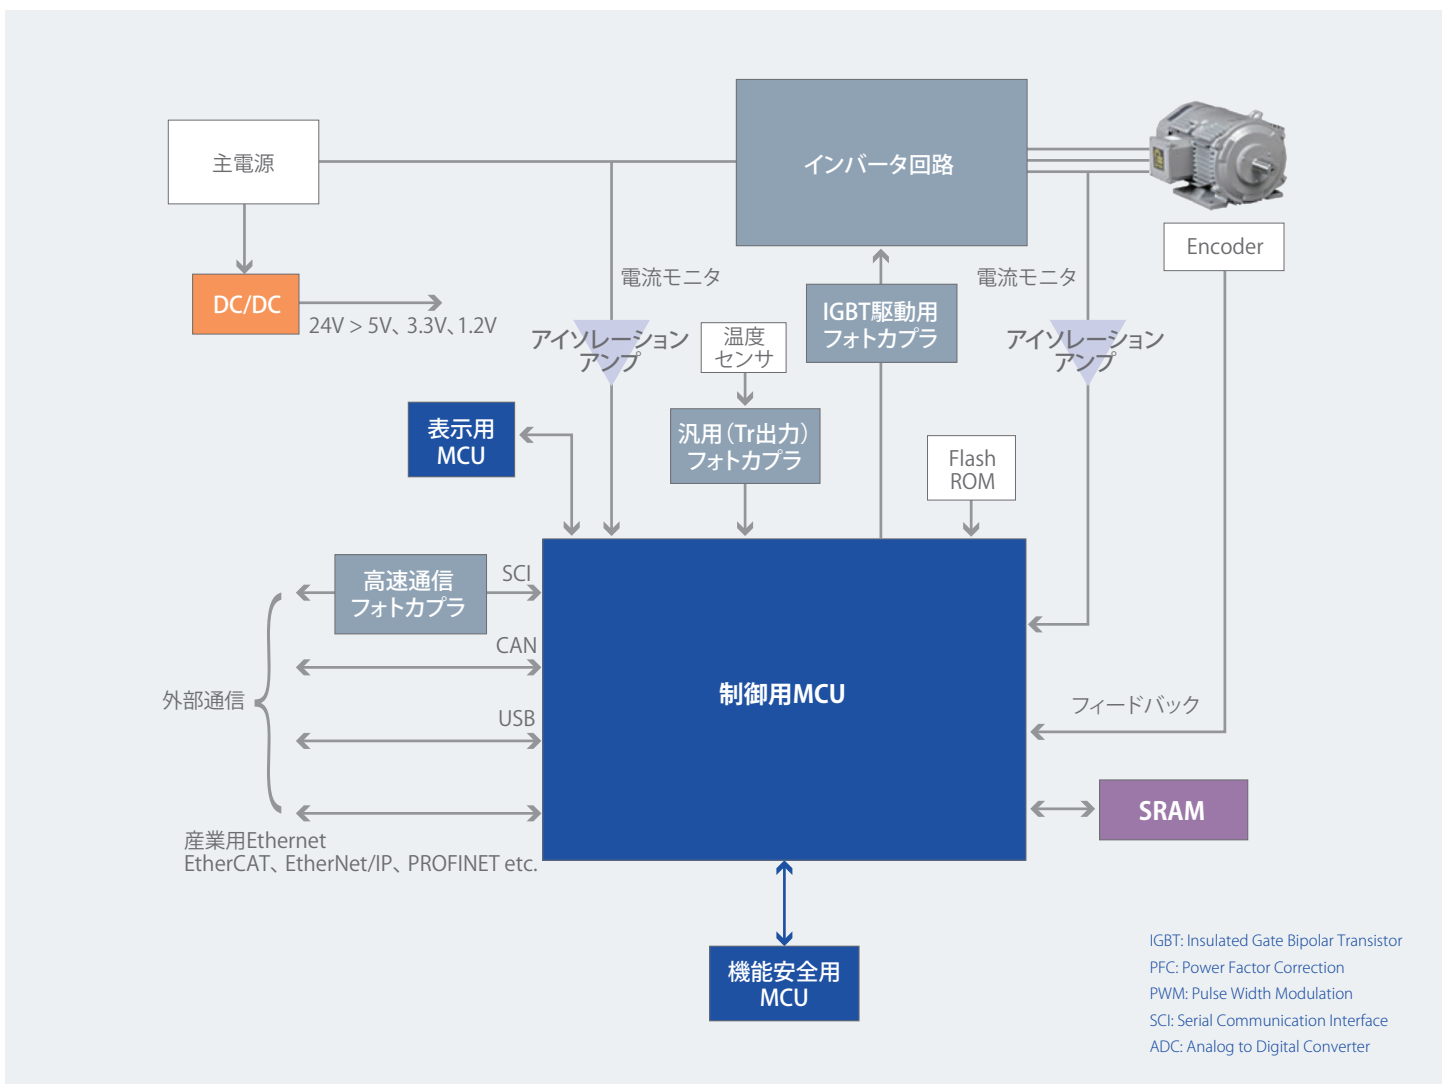 主電源
インバータ回路
Encoder
電流モニタ
電流モニタ
DC/DC
24V > 5V、3.3V、1.2V
アイソレーション
アンプ
温度
センサ
IGBT駆動用
フォトカプラ
アイソレーション
アンプ
表示用
MCU
汎用（Tr出力）
フォトカプラ
Flash
ROM
高速通信
フォトカプラ
SCI
CAN
制御用MCU
外部通信
フィードバック
USB
SRAM
産業用Ethernet
EtherCAT、EtherNet/IP、PROFINET etc.
機能安全用
MCU
IGBT: Insulated Gate Bipolar Transistor
PFC: Power Factor Correction
PWM: Pulse Width Modulation
SCI: Serial Communication Interface
ADC: Analog to Digital Converter